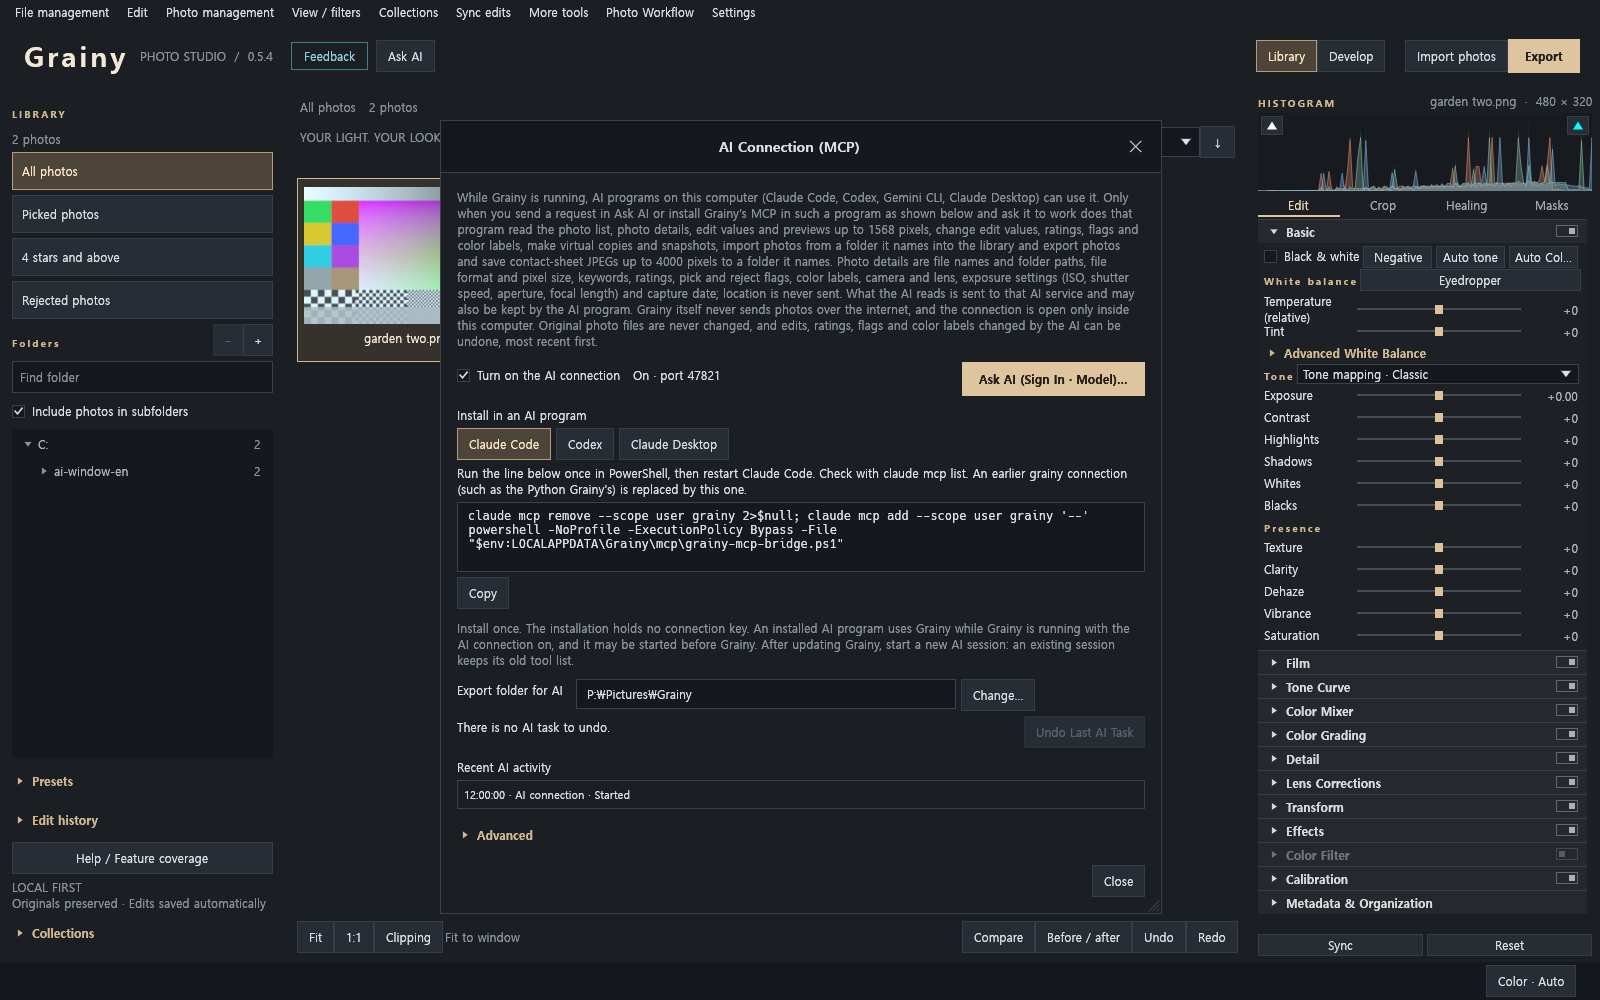 File management Edit Photo management View / filters Collections Sync edits More tools Photo Workflow Settings
Grainy PHOTO STUDIO / 0.5.4 Feedback Ask AI Library Develop Import photos Export
LIBRARY
2 photos
All photos
Picked photos
4 stars and above
Rejected photos
Folders − +
Find folder
Include photos in subfolders
C: 2
ai-window-en 2
Presets
Edit history
Help / Feature coverage
LOCAL FIRST
Originals preserved · Edits saved automatically
Collections
All photos 2 photos
YOUR LIGHT. YOUR LOOK
garden two.pr
AI Connection (MCP)
While Grainy is running, AI programs on this computer (Claude Code, Codex, Gemini CLI, Claude Desktop) can use it. Only
when you send a request in Ask AI or install Grainy's MCP in such a program as shown below and ask it to work does that
program read the photo list, photo details, edit values and previews up to 1568 pixels, change edit values, ratings, flags and
color labels, make virtual copies and snapshots, import photos from a folder it names into the library and export photos
and save contact-sheet JPEGs up to 4000 pixels to a folder it names. Photo details are file names and folder paths, file
format and pixel size, keywords, ratings, pick and reject flags, color labels, camera and lens, exposure settings (ISO, shutter
speed, aperture, focal length) and capture date; location is never sent. What the AI reads is sent to that AI service and may
also be kept by the AI program. Grainy itself never sends photos over the internet, and the connection is open only inside
this computer. Original photo files are never changed, and edits, ratings, flags and color labels changed by the AI can be
undone, most recent first.
Turn on the AI connection On · port 47821 Ask AI (Sign In · Model)...
Install in an AI program
Claude Code Codex Claude Desktop
Run the line below once in PowerShell, then restart Claude Code. Check with claude mcp list. An earlier grainy connection
(such as the Python Grainy's) is replaced by this one.
claude mcp remove --scope user grainy 2>$null; claude mcp add --scope user grainy '--'
powershell -NoProfile -ExecutionPolicy Bypass -File
"$env:LOCALAPPDATA\Grainy\mcp\grainy-mcp-bridge.ps1"
Copy
Install once. The installation holds no connection key. An installed AI program uses Grainy while Grainy is running with the
AI connection on, and it may be started before Grainy. After updating Grainy, start a new AI session: an existing session
keeps its old tool list.
Export folder for AI P:₩Pictures₩Grainy Change...
There is no AI task to undo. Undo Last AI Task
Recent AI activity
12:00:00 · AI connection · Started
Advanced
Close
Fit 1:1 Clipping Fit to window Compare Before / after Undo Redo
HISTOGRAM garden two.png · 480 × 320
Edit Crop Healing Masks
Basic
Black & white Negative Auto tone Auto Col...
White balance Eyedropper
Temperature
(relative) +0
Tint +0
Advanced White Balance
Tone Tone mapping · Classic
Exposure +0.00
Contrast +0
Highlights +0
Shadows +0
Whites +0
Blacks +0
Presence
Texture +0
Clarity +0
Dehaze +0
Vibrance +0
Saturation +0
Film
Tone Curve
Color Mixer
Color Grading
Detail
Lens Corrections
Transform
Effects
Color Filter
Calibration
Metadata & Organization
Sync Reset
Color · Auto